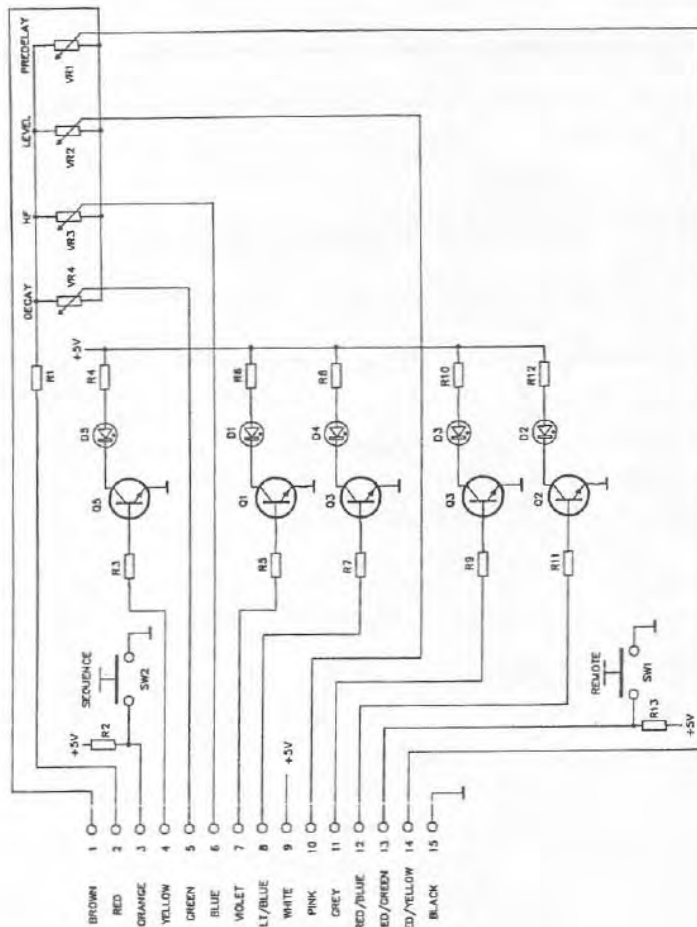 PREDELAY
VR1
LEVEL
VR2
HF
VR3
DECAY
VR4
R1
+5V
R4
D5
Q5
R3
R6
D1
Q1
R5
R8
D4
Q3
R7
R10
D3
Q3
R9
R12
D2
Q2
R11
SEQUENCE
SW2
R2
+5V
+5V
REMOTE
SW1
R13
+5V
1 BROWN
2 RED
3 ORANGE
4 YELLOW
5 GREEN
6 BLUE
7 VIOLET
8 LT/BLUE
9 WHITE
10 PINK
11 GREY
12 RED/BLUE
13 ED/GREEN
14 ED/YELLOW
15 BLACK